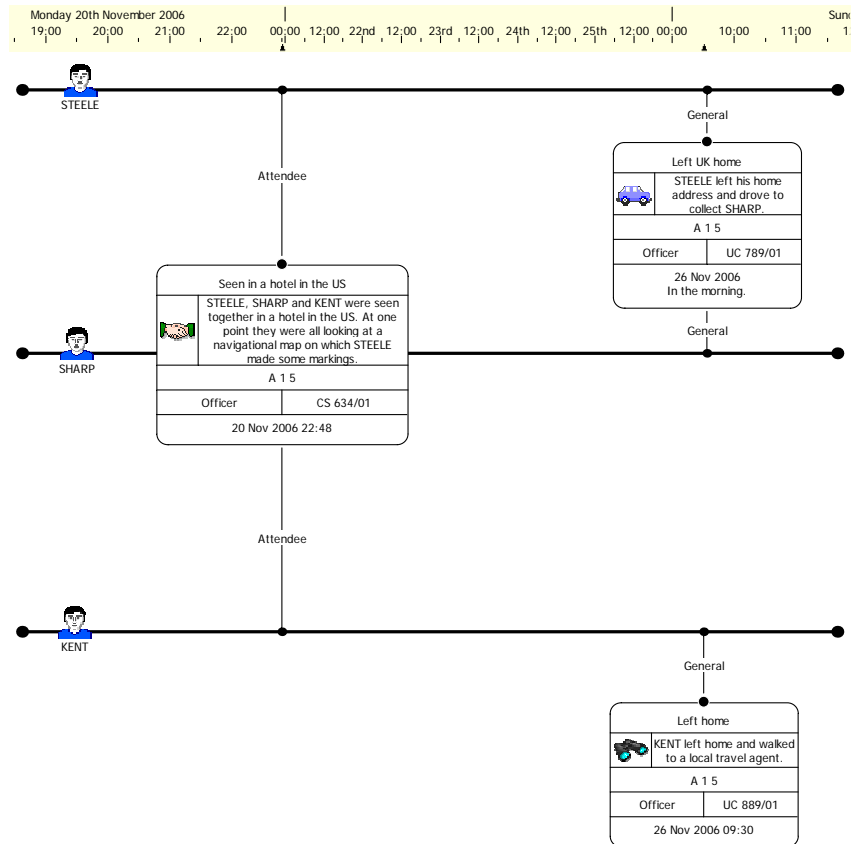 Monday 20th November 2006
Sun
19:00 20:00 21:00 22:00 00:00 12:00 22nd 12:00 23rd 12:00 24th 12:00 25th 12:00 00:00 10:00 11:00 1
STEELE
General
Left UK home
STEELE left his home
address and drove to
collect SHARP.
A 1 5
Officer UC 789/01
26 Nov 2006
In the morning.
General
Attendee
Seen in a hotel in the US
STEELE, SHARP and KENT were seen
together in a hotel in the US. At one
point they were all looking at a
navigational map on which STEELE
made some markings.
A 1 5
Officer CS 634/01
20 Nov 2006 22:48
SHARP
Attendee
KENT
General
Left home
KENT left home and walked
to a local travel agent.
A 1 5
Officer UC 889/01
26 Nov 2006 09:30